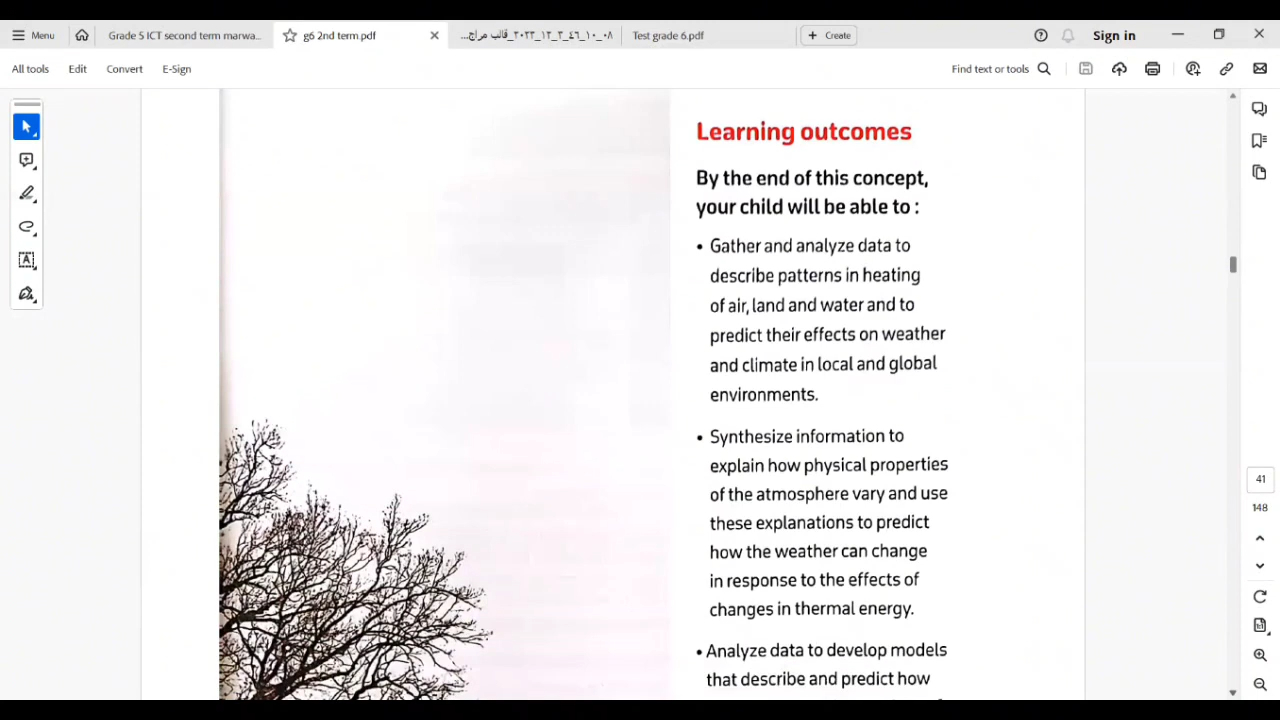 Menu
Grade 5 ICT second term marwa...
g6 2nd term.pdf
...قالب مراج_٢٠٢٣_١٢_٣_٤٦_١٠_٠٨
Test grade 6.pdf
Create
Sign in
All tools
Edit
Convert
E-Sign
Find text or tools
Learning outcomes
By the end of this concept,
your child will be able to :
• Gather and analyze data to
describe patterns in heating
of air, land and water and to
predict their effects on weather
and climate in local and global
environments.
• Synthesize information to
explain how physical properties
of the atmosphere vary and use
these explanations to predict
how the weather can change
in response to the effects of
changes in thermal energy.
• Analyze data to develop models
that describe and predict how
41
148